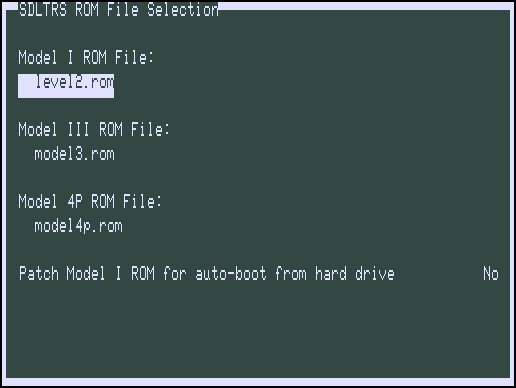 SDLTRS ROM File Selection
Model I ROM File:
level2.rom
Model III ROM File:
model3.rom
Model 4P ROM File:
model4p.rom
Patch Model I ROM for auto-boot from hard drive No